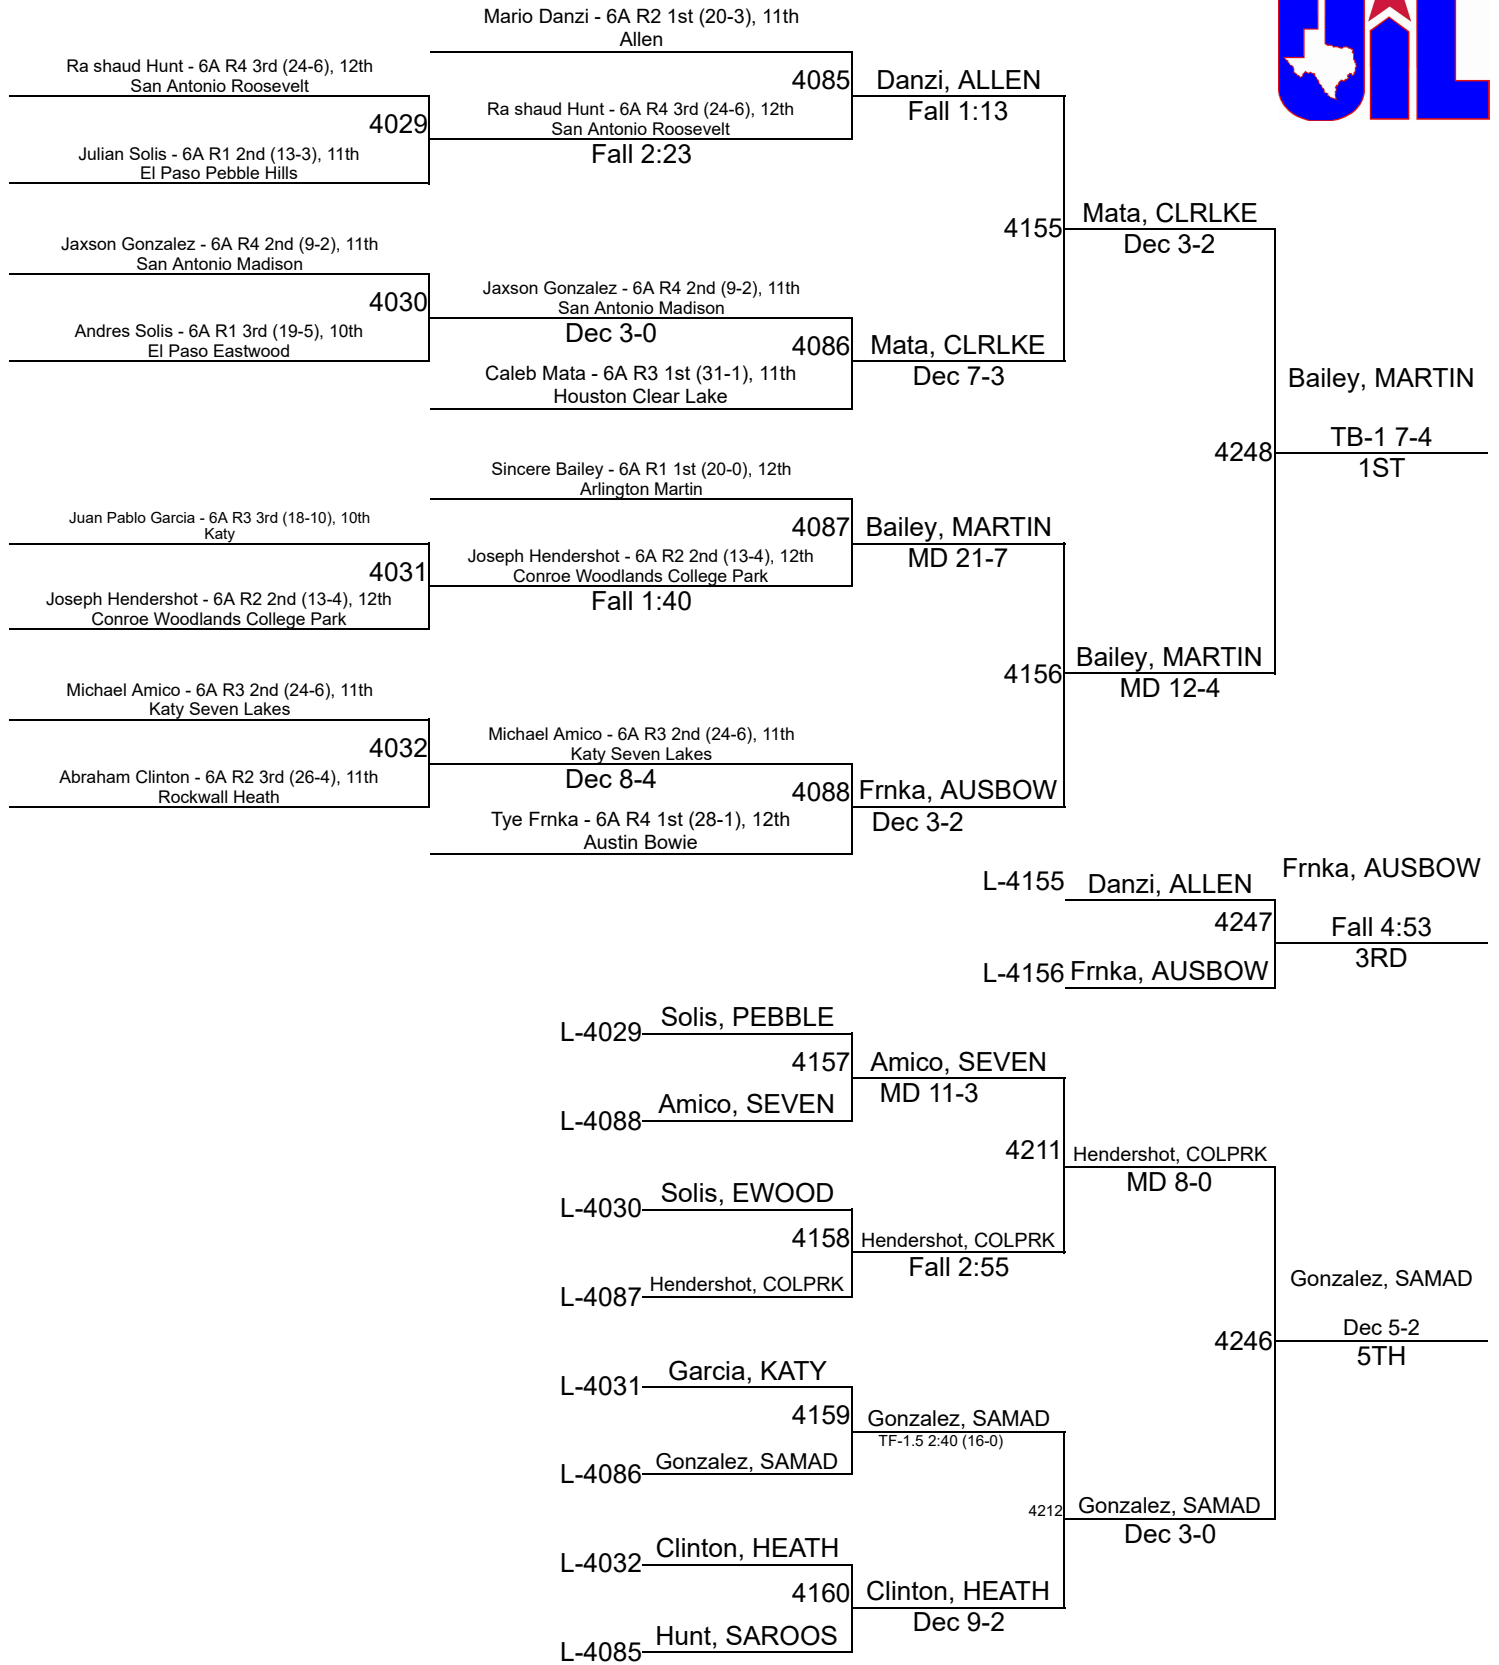 Mario Danzi - 6A R2 1st (20-3), 11th
Allen
UIL
Ra shaud Hunt - 6A R4 3rd (24-6), 12th
San Antonio Roosevelt
4085
Danzi, ALLEN
Fall 1:13
4029
Ra shaud Hunt - 6A R4 3rd (24-6), 12th
San Antonio Roosevelt
Fall 2:23
Julian Solis - 6A R1 2nd (13-3), 11th
El Paso Pebble Hills
4155
Mata, CLRLKE
Dec 3-2
Jaxson Gonzalez - 6A R4 2nd (9-2), 11th
San Antonio Madison
4030
Jaxson Gonzalez - 6A R4 2nd (9-2), 11th
San Antonio Madison
Dec 3-0
Andres Solis - 6A R1 3rd (19-5), 10th
El Paso Eastwood
4086
Mata, CLRLKE
Dec 7-3
Caleb Mata - 6A R3 1st (31-1), 11th
Houston Clear Lake
Bailey, MARTIN
4248
TB-1 7-4
1ST
Sincere Bailey - 6A R1 1st (20-0), 12th
Arlington Martin
Juan Pablo Garcia - 6A R3 3rd (18-10), 10th
Katy
4087
Bailey, MARTIN
MD 21-7
4031
Joseph Hendershot - 6A R2 2nd (13-4), 12th
Conroe Woodlands College Park
Fall 1:40
Joseph Hendershot - 6A R2 2nd (13-4), 12th
Conroe Woodlands College Park
4156
Bailey, MARTIN
MD 12-4
Michael Amico - 6A R3 2nd (24-6), 11th
Katy Seven Lakes
4032
Michael Amico - 6A R3 2nd (24-6), 11th
Katy Seven Lakes
Dec 8-4
Abraham Clinton - 6A R2 3rd (26-4), 11th
Rockwall Heath
4088
Frnka, AUSBOW
Dec 3-2
Tye Frnka - 6A R4 1st (28-1), 12th
Austin Bowie
L-4155
Danzi, ALLEN
Frnka, AUSBOW
4247
Fall 4:53
3RD
L-4156
Frnka, AUSBOW
L-4029
Solis, PEBBLE
4157
Amico, SEVEN
MD 11-3
L-4088
Amico, SEVEN
4211
Hendershot, COLPRK
MD 8-0
L-4030
Solis, EWOOD
4158
Hendershot, COLPRK
Fall 2:55
L-4087
Hendershot, COLPRK
Gonzalez, SAMAD
4246
Dec 5-2
5TH
L-4031
Garcia, KATY
4159
Gonzalez, SAMAD
TF-1.5 2:40 (16-0)
L-4086
Gonzalez, SAMAD
4212
Gonzalez, SAMAD
Dec 3-0
L-4032
Clinton, HEATH
4160
Clinton, HEATH
Dec 9-2
L-4085
Hunt, SAROOS